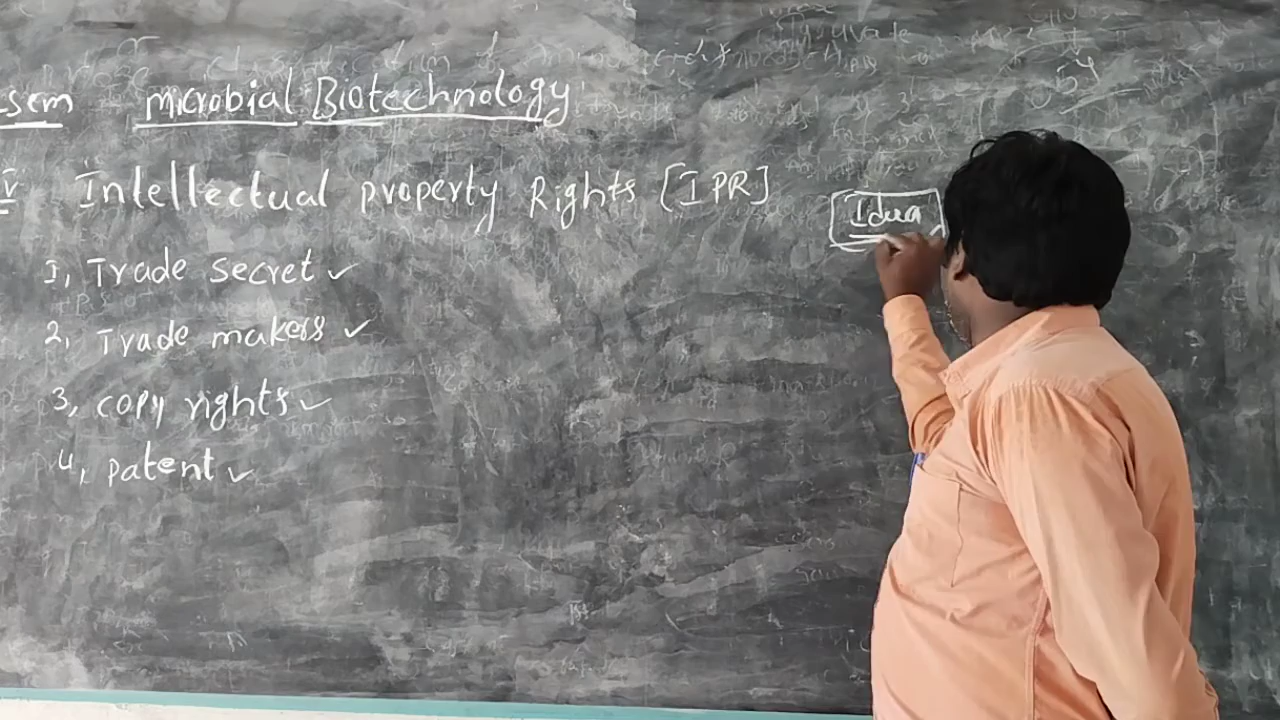 sem Microbial Biotechnology
Intellectual property Rights [IPR]
Idea
1, Trade secret ✓
2, Trade makers ✓
3, copy rights ✓
4, patent ✓